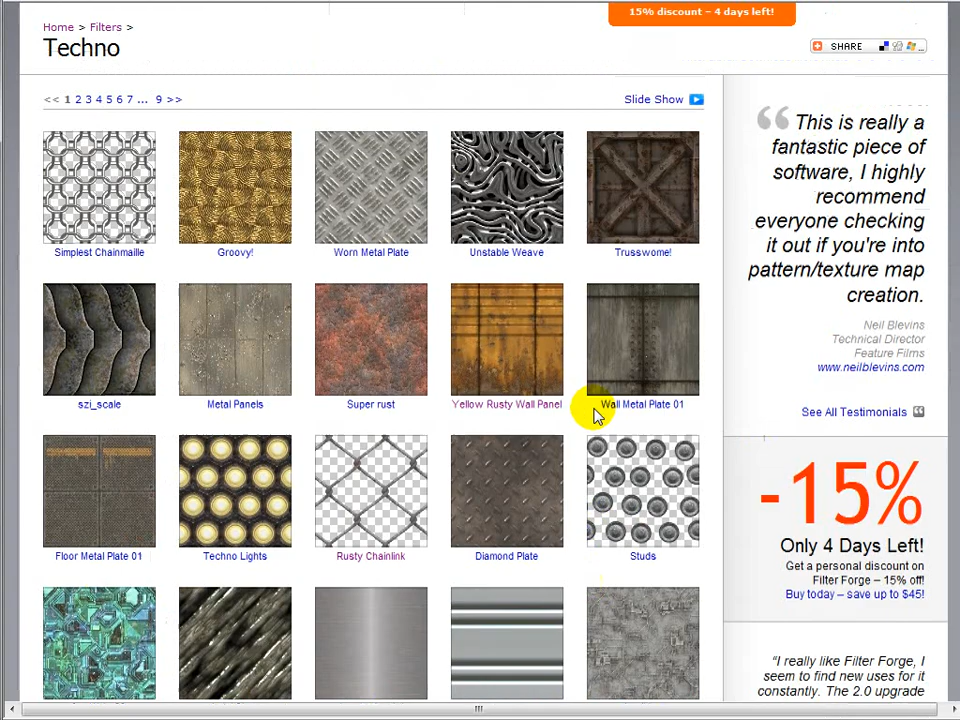 15% discount – 4 days left!
Home > Filters >
Techno
SHARE
<< 1 2 3 4 5 6 7 ... 9 >>
Slide Show
Simplest Chainmaille
Groovy!
Worn Metal Plate
Unstable Weave
Trusswome!
szi_scale
Metal Panels
Super rust
Yellow Rusty Wall Panel
Wall Metal Plate 01
Floor Metal Plate 01
Techno Lights
Rusty Chainlink
Diamond Plate
Studs
This is really a
fantastic piece of
software, I highly
recommend
everyone checking
it out if you're into
pattern/texture map
creation.
Neil Blevins
Technical Director
Feature Films
www.neilblevins.com
See All Testimonials
-15%
Only 4 Days Left!
Get a personal discount on
Filter Forge – 15% off!
Buy today – save up to $45!
“I really like Filter Forge, I
seem to find new uses for it
constantly. The 2.0 upgrade